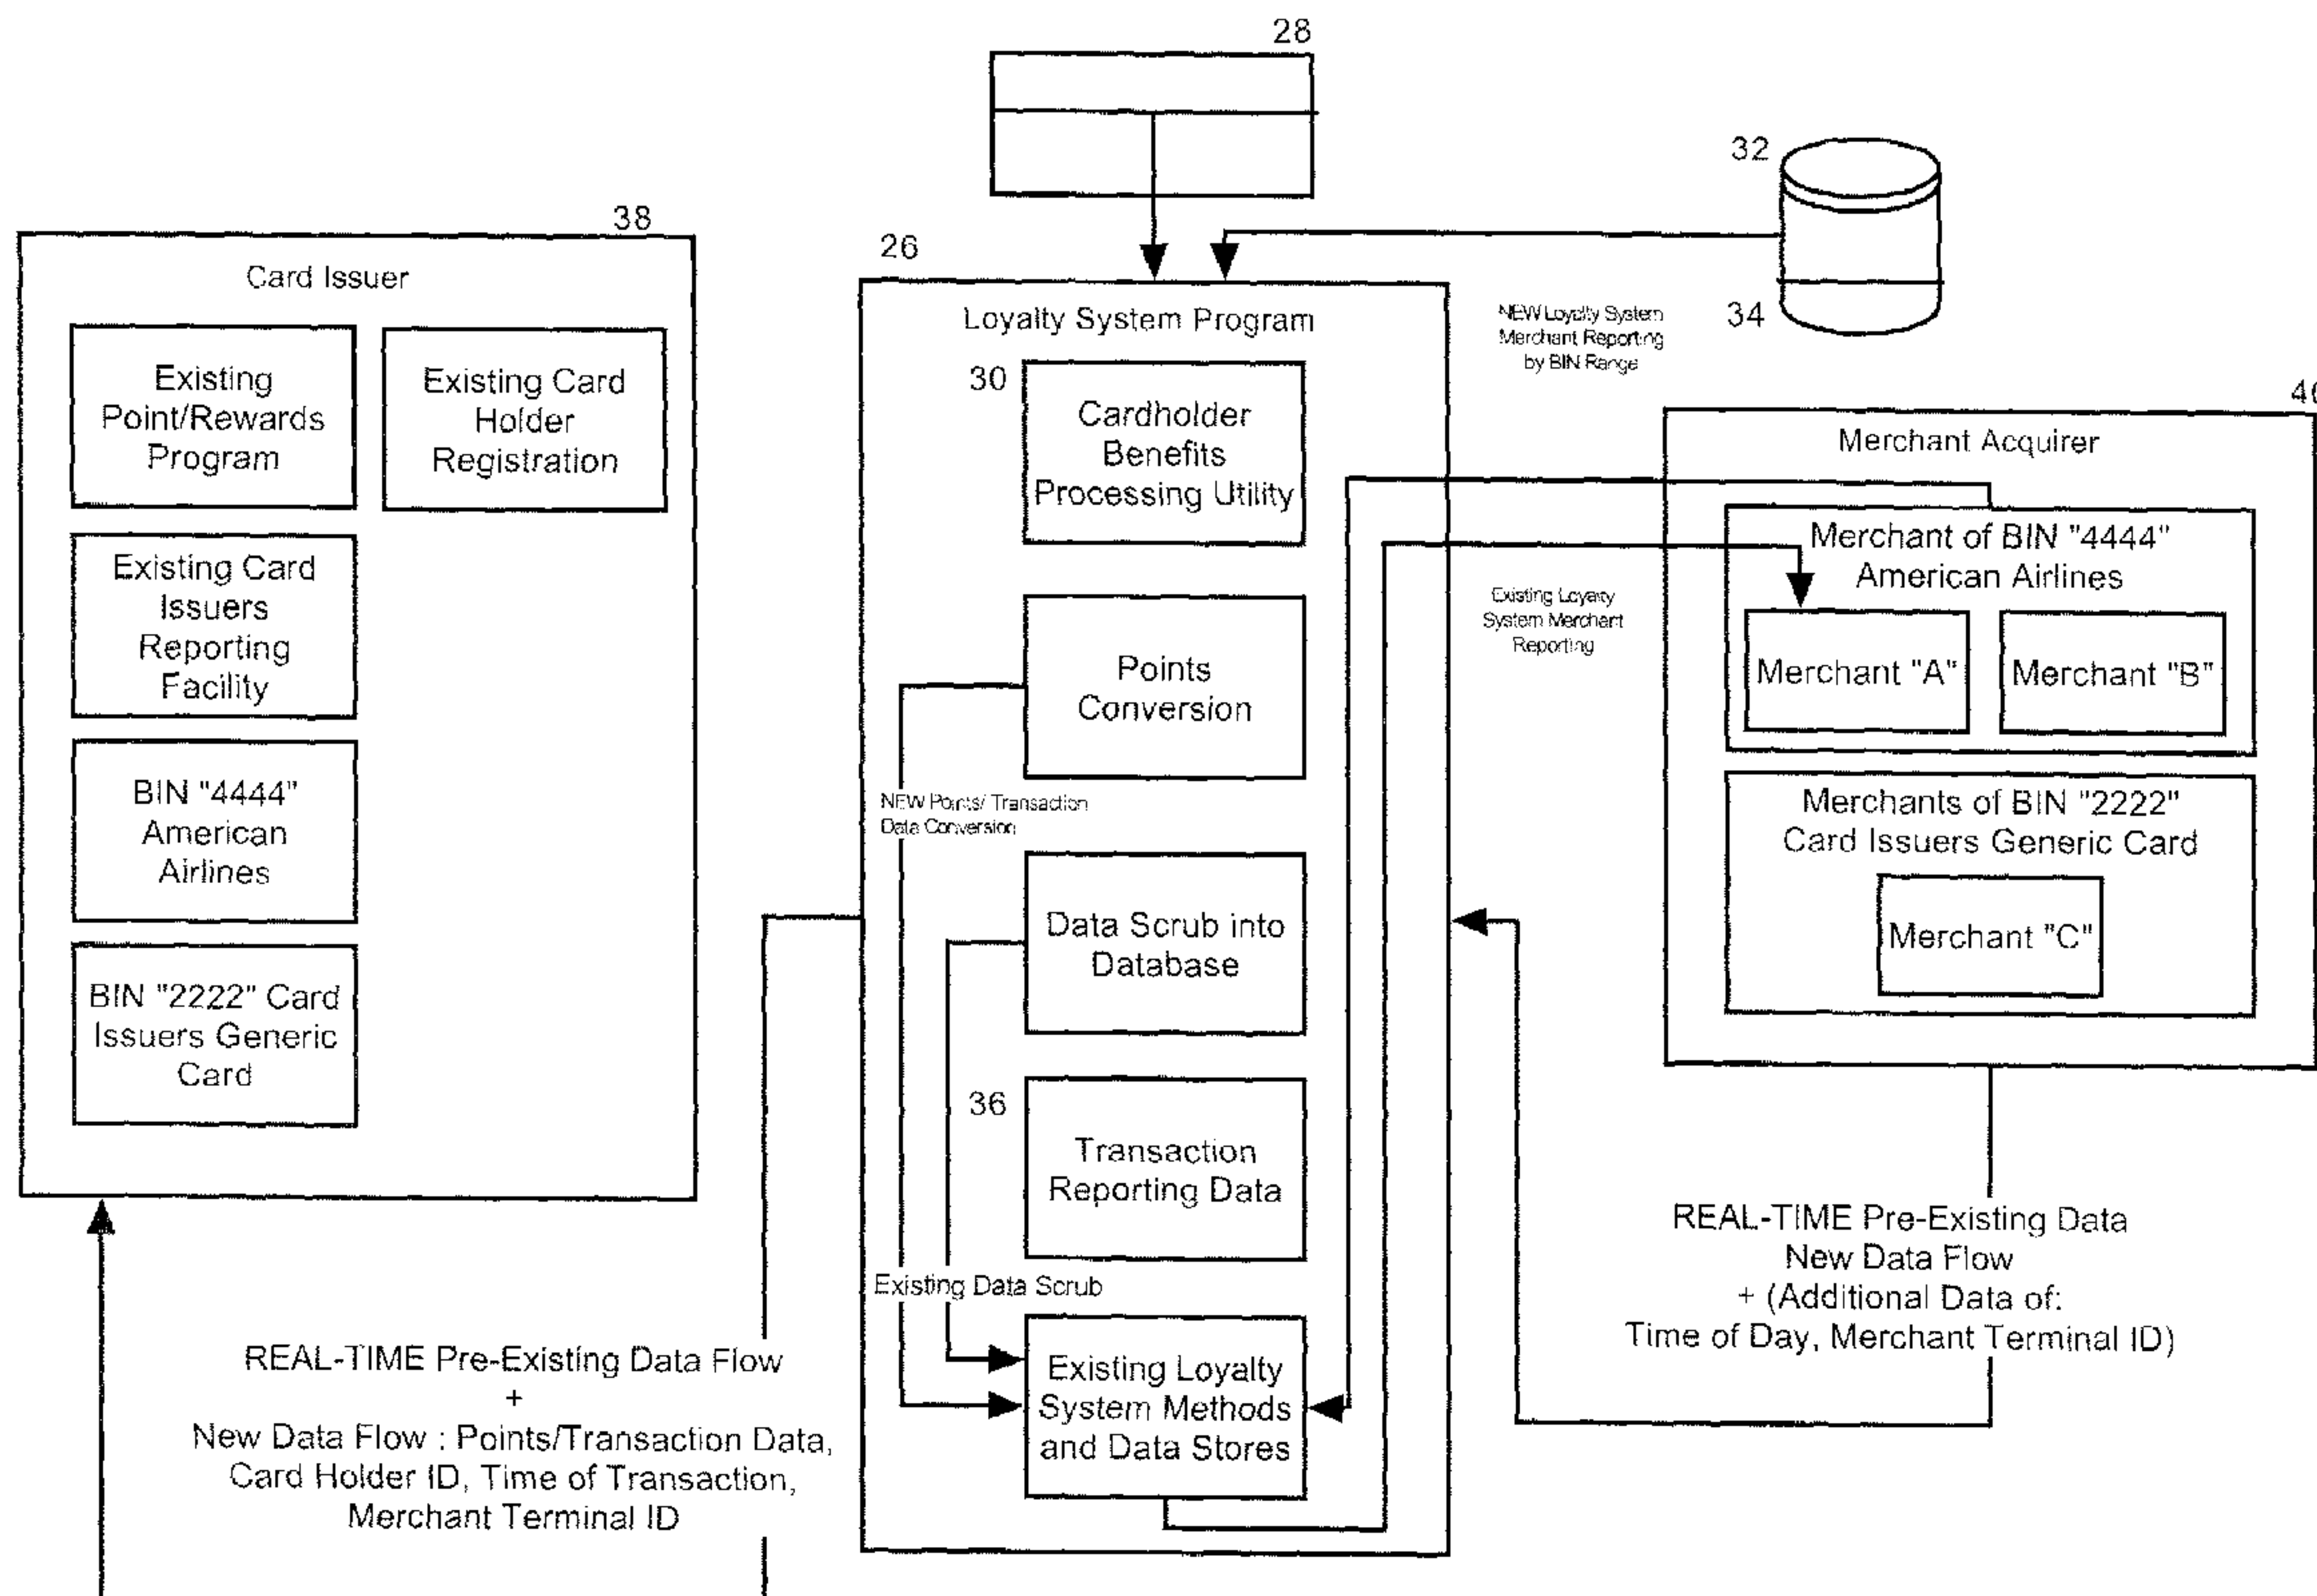 28
32
34
38
Card Issuer
Existing
Point/Rewards
Program
Existing Card
Holder
Registration
Existing Card
Issuers
Reporting
Facility
BIN "4444"
American
Airlines
BIN "2222" Card
Issuers Generic
Card
REAL-TIME Pre-Existing Data Flow
+
New Data Flow : Points/Transaction Data,
Card Holder ID, Time of Transaction,
Merchant Terminal ID
26
Loyalty System Program
30
Cardholder
Benefits
Processing Utility
Points
Conversion
NEW Points/ Transaction
Data Conversion
Data Scrub into
Database
36
Transaction
Reporting Data
Existing Data Scrub
Existing Loyalty
System Methods
and Data Stores
NEW Loyalty System
Merchant Reporting
by BIN Range
Existing Loyalty
System Merchant
Reporting
Merchant Acquirer
Merchant of BIN "4444"
American Airlines
Merchant "A"
Merchant "B"
Merchants of BIN "2222"
Card Issuers Generic Card
Merchant "C"
REAL-TIME Pre-Existing Data
New Data Flow
+ (Additional Data of:
Time of Day, Merchant Terminal ID)